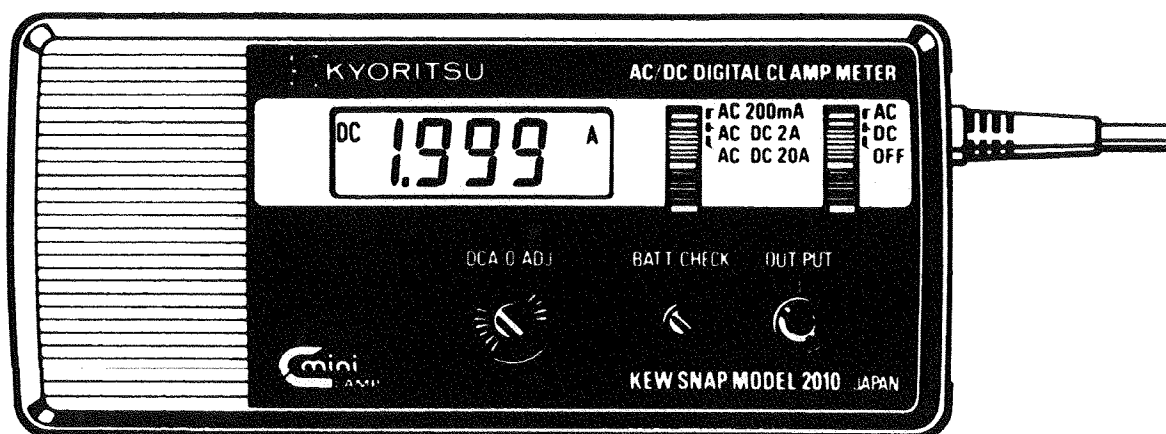 KYORITSU
AC/DC DIGITAL CLAMP METER
DC 1.999 A
AC 200mA
AC DC 2A
AC DC 20A
AC
DC
OFF
DCA 0 ADJ
BATT CHECK
OUT PUT
mini
KEW SNAP MODEL 2010 JAPAN